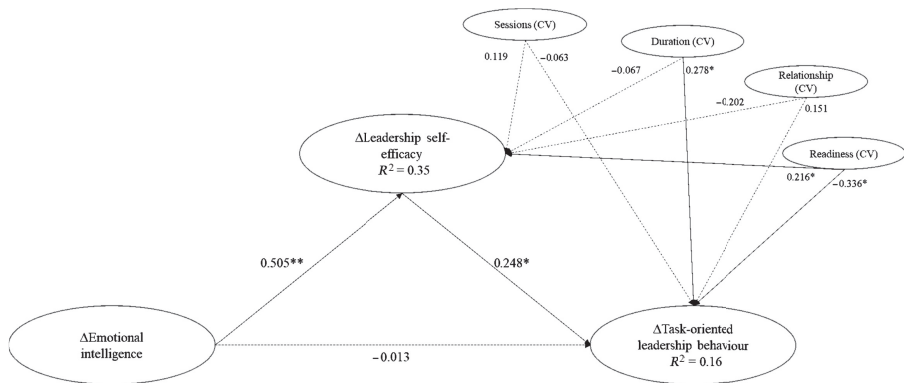 Sessions (CV)
Duration (CV)
0.119
−0.063
−0.067
0.278*
Relationship
(CV)
−0.202
0.151
ΔLeadership self-
efficacy
R² = 0.35
Readiness (CV)
0.216*
−0.336*
0.505**
0.248*
ΔEmotional
intelligence
−0.013
ΔTask-oriented
leadership behaviour
R² = 0.16